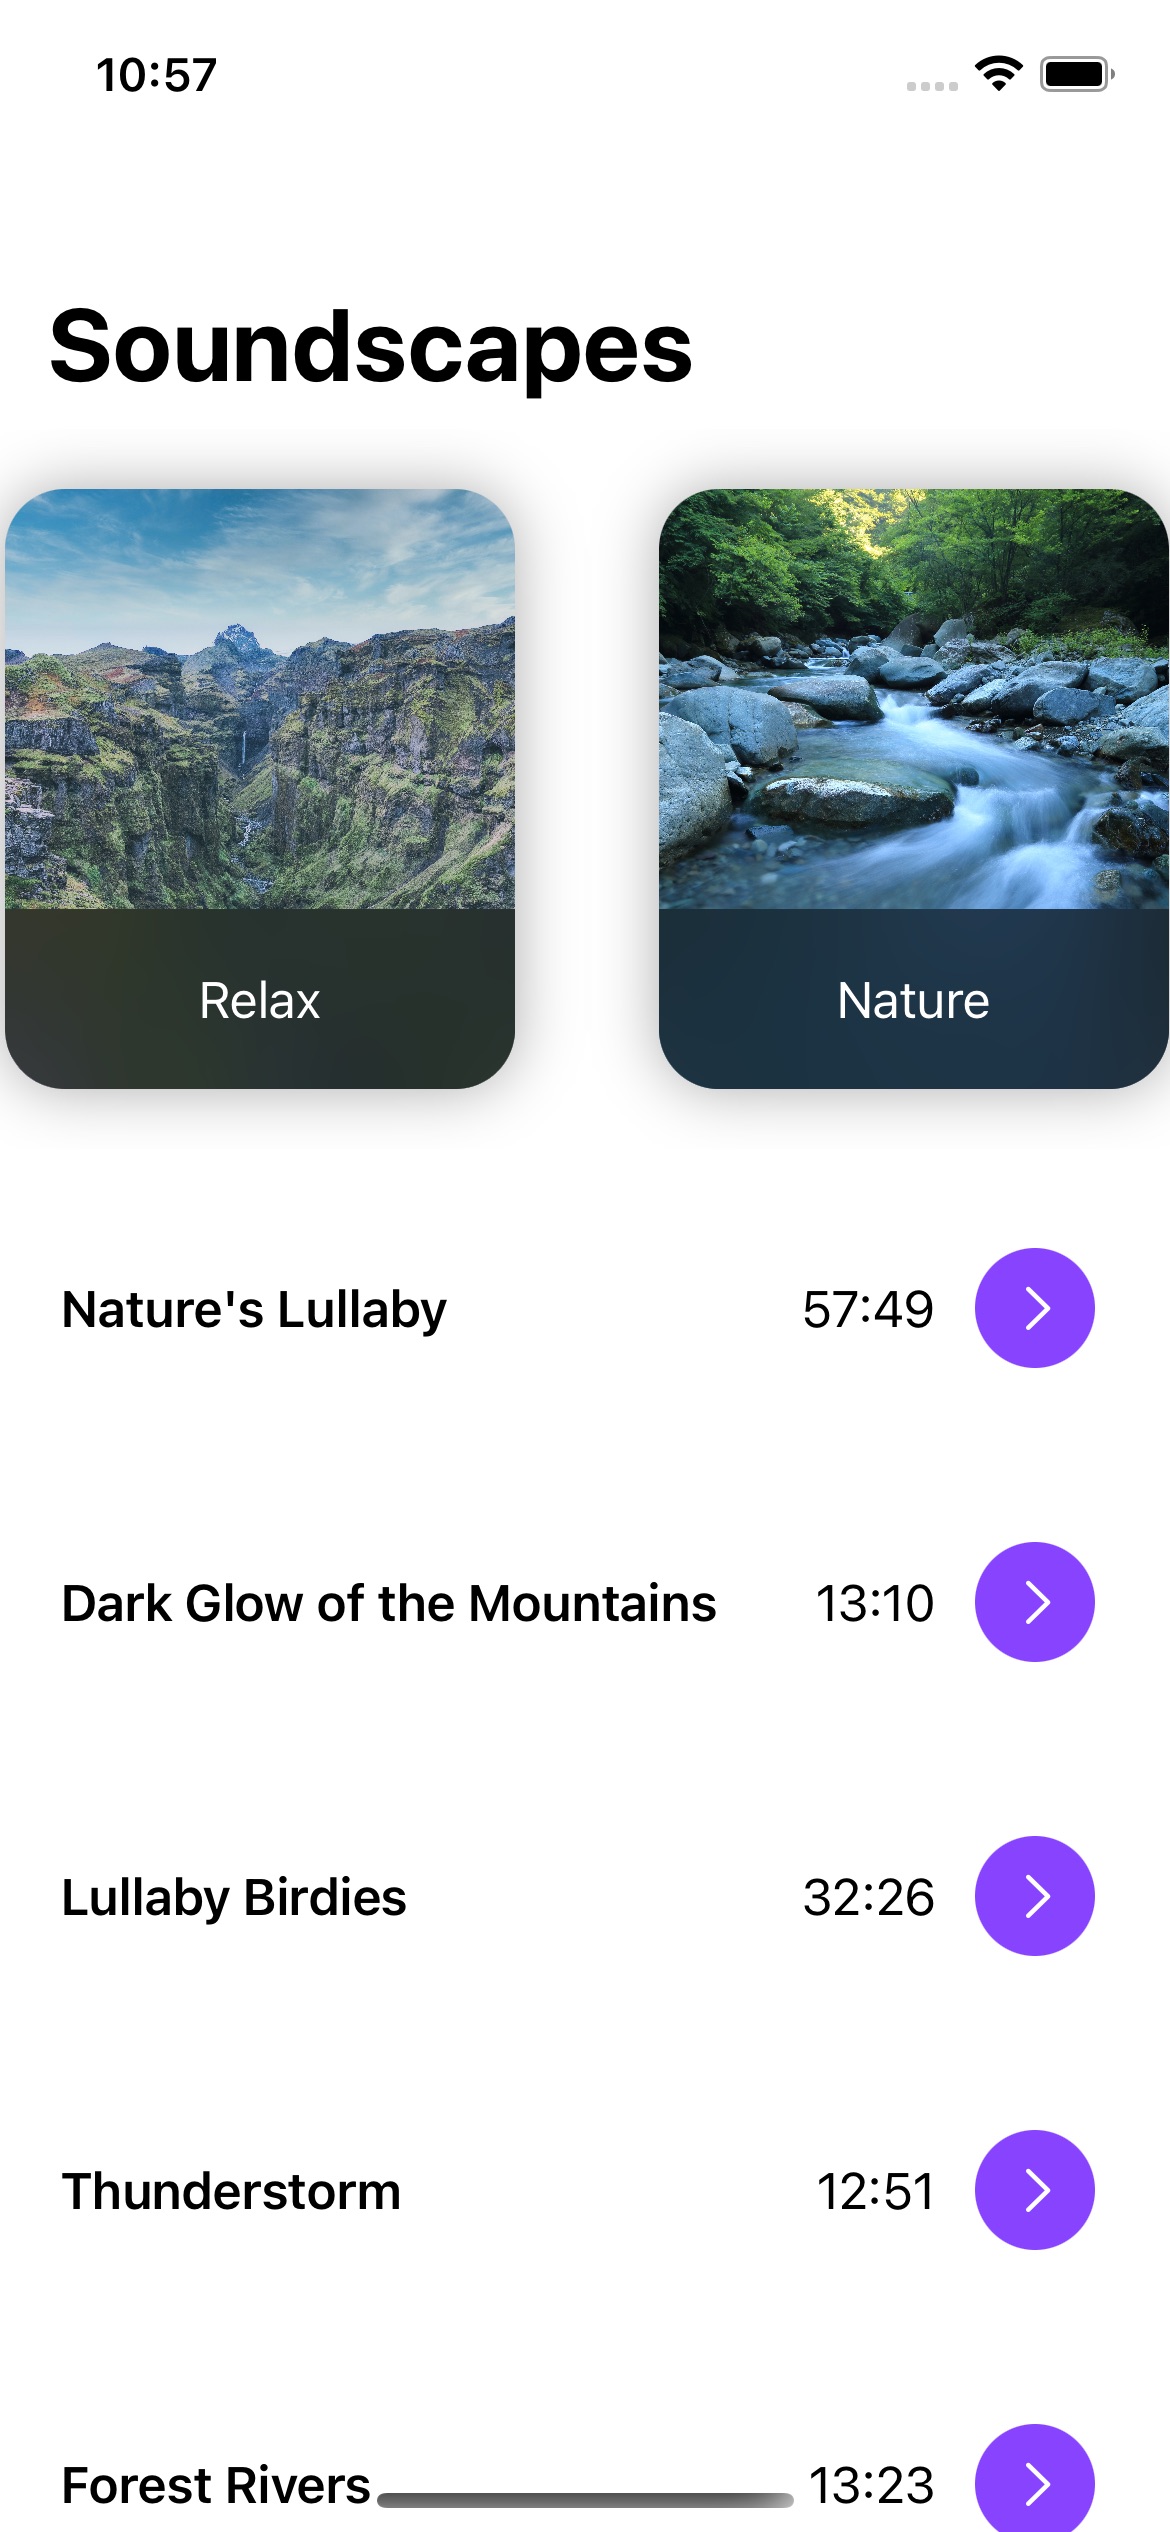 10:57
Soundscapes
Relax
Nature
Nature's Lullaby 57:49
Dark Glow of the Mountains 13:10
Lullaby Birdies 32:26
Thunderstorm 12:51
Forest Rivers 13:23